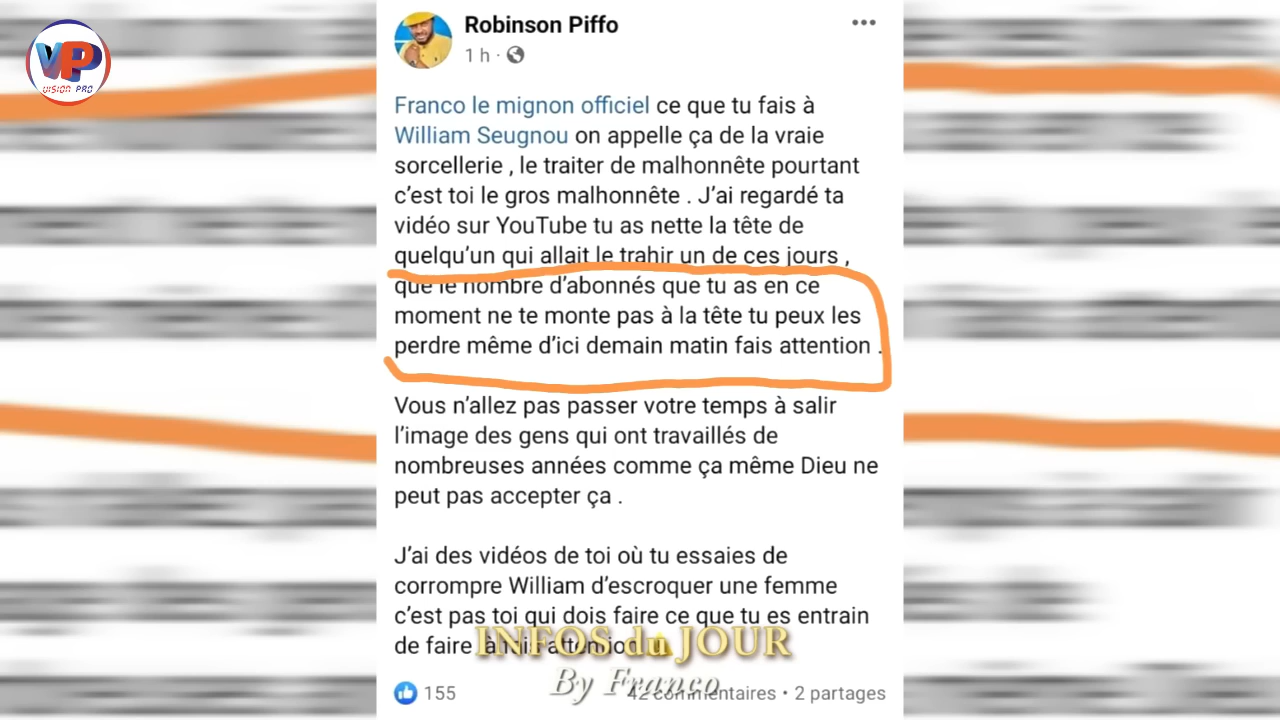 VP
VISION PRO
Robinson Piffo
1 h ·
Franco le mignon officiel ce que tu fais à
William Seugnou on appelle ça de la vraie
sorcellerie , le traiter de malhonnête pourtant
c’est toi le gros malhonnête . J’ai regardé ta
vidéo sur YouTube tu as nette la tête de
quelqu’un qui allait le trahir un de ces jours ,
que le nombre d’abonnés que tu as en ce
moment ne te monte pas à la tête tu peux les
perdre même d’ici demain matin fais attention .
Vous n’allez pas passer votre temps à salir
l’image des gens qui ont travaillés de
nombreuses années comme ça même Dieu ne
peut pas accepter ça .
J’ai des vidéos de toi où tu essaies de
corrompre William d’escroquer une femme
c’est pas toi qui dois faire ce que tu es entrain
de faire attention
INFOS du JOUR
By Franco
155
42 commentaires • 2 partages